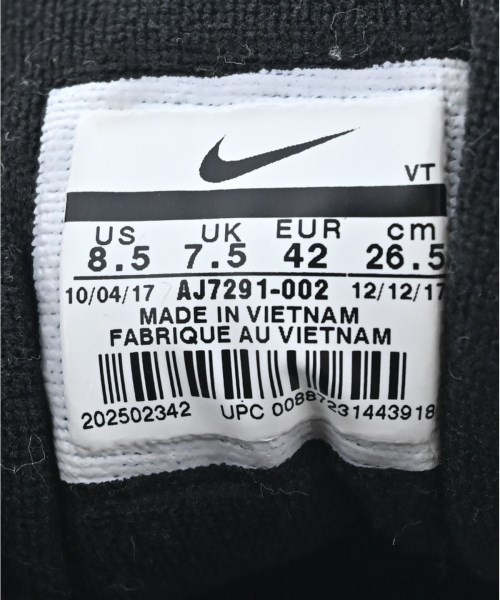 VT
US UK EUR cm
8.5 7.5 42 26.5
10/04/17 AJ7291-002 12/12/17
MADE IN VIETNAM
FABRIQUE AU VIETNAM
202502342 UPC 00887231443918